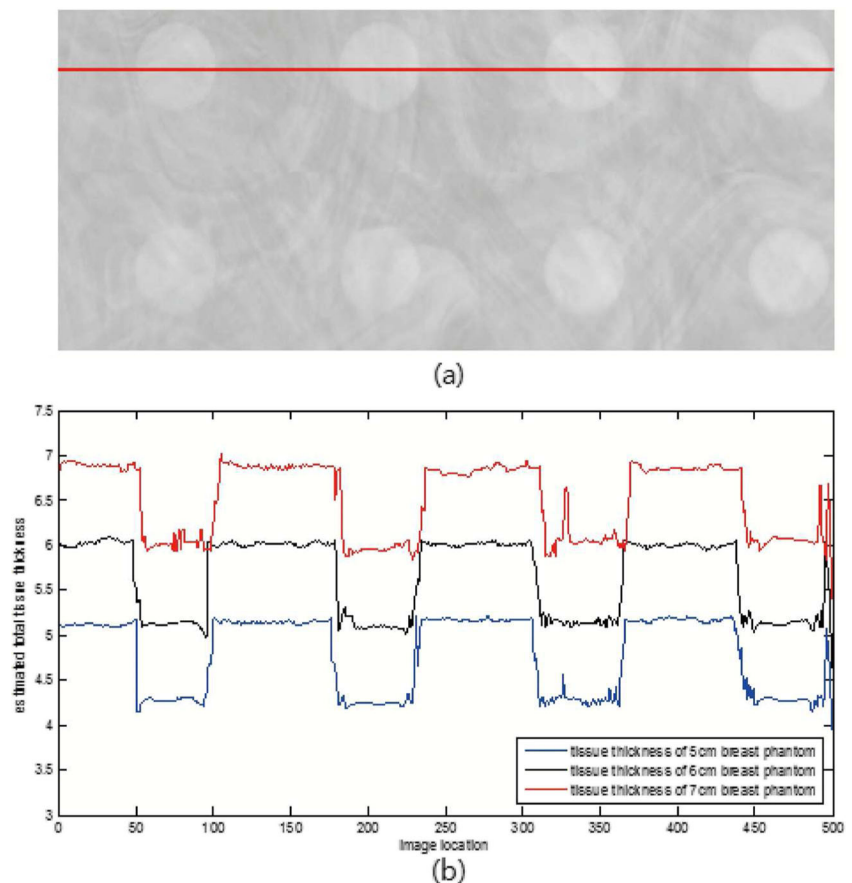 (a)
7.5
7
6.5
6
5.5
5
4.5
4
3.5
3
estimated total tissue thickness
tissue thickness of 5cm breast phantom
tissue thickness of 6cm breast phantom
tissue thickness of 7cm breast phantom
0 50 100 150 200 250 300 350 400 450 500
Image location
(b)